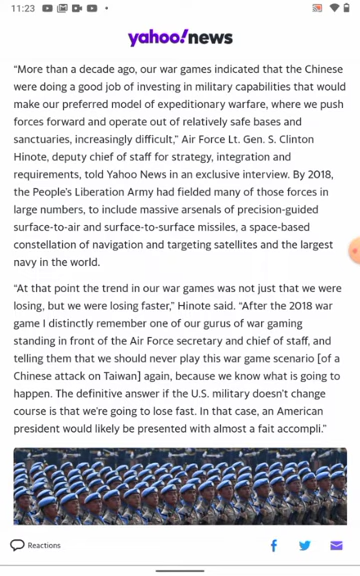 11:23
yahoo!news
“More than a decade ago, our war games indicated that the Chinese
were doing a good job of investing in military capabilities that would
make our preferred model of expeditionary warfare, where we push
forces forward and operate out of relatively safe bases and
sanctuaries, increasingly difficult,” Air Force Lt. Gen. S. Clinton
Hinote, deputy chief of staff for strategy, integration and
requirements, told Yahoo News in an exclusive interview. By 2018,
the People's Liberation Army had fielded many of those forces in
large numbers, to include massive arsenals of precision-guided
surface-to-air and surface-to-surface missiles, a space-based
constellation of navigation and targeting satellites and the largest
navy in the world.
“At that point the trend in our war games was not just that we were
losing, but we were losing faster,” Hinote said. “After the 2018 war
game I distinctly remember one of our gurus of war gaming
standing in front of the Air Force secretary and chief of staff, and
telling them that we should never play this war game scenario [of a
Chinese attack on Taiwan] again, because we know what is going to
happen. The definitive answer if the U.S. military doesn't change
course is that we're going to lose fast. In that case, an American
president would likely be presented with almost a fait accompli.”
Reactions